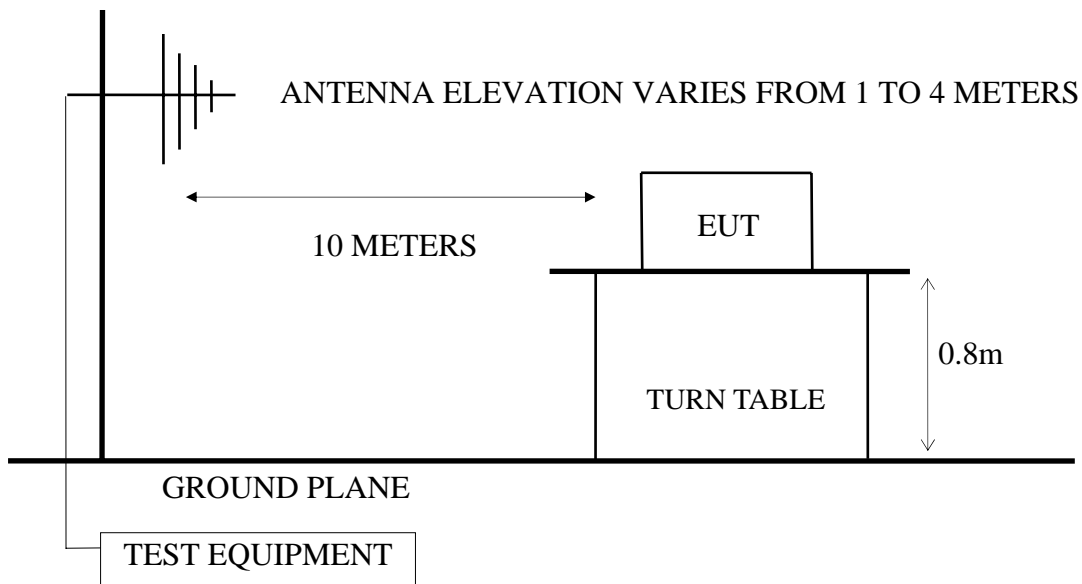 ANTENNA ELEVATION VARIES FROM 1 TO 4 METERS
EUT
10 METERS
0.8m
TURN TABLE
GROUND PLANE
TEST EQUIPMENT